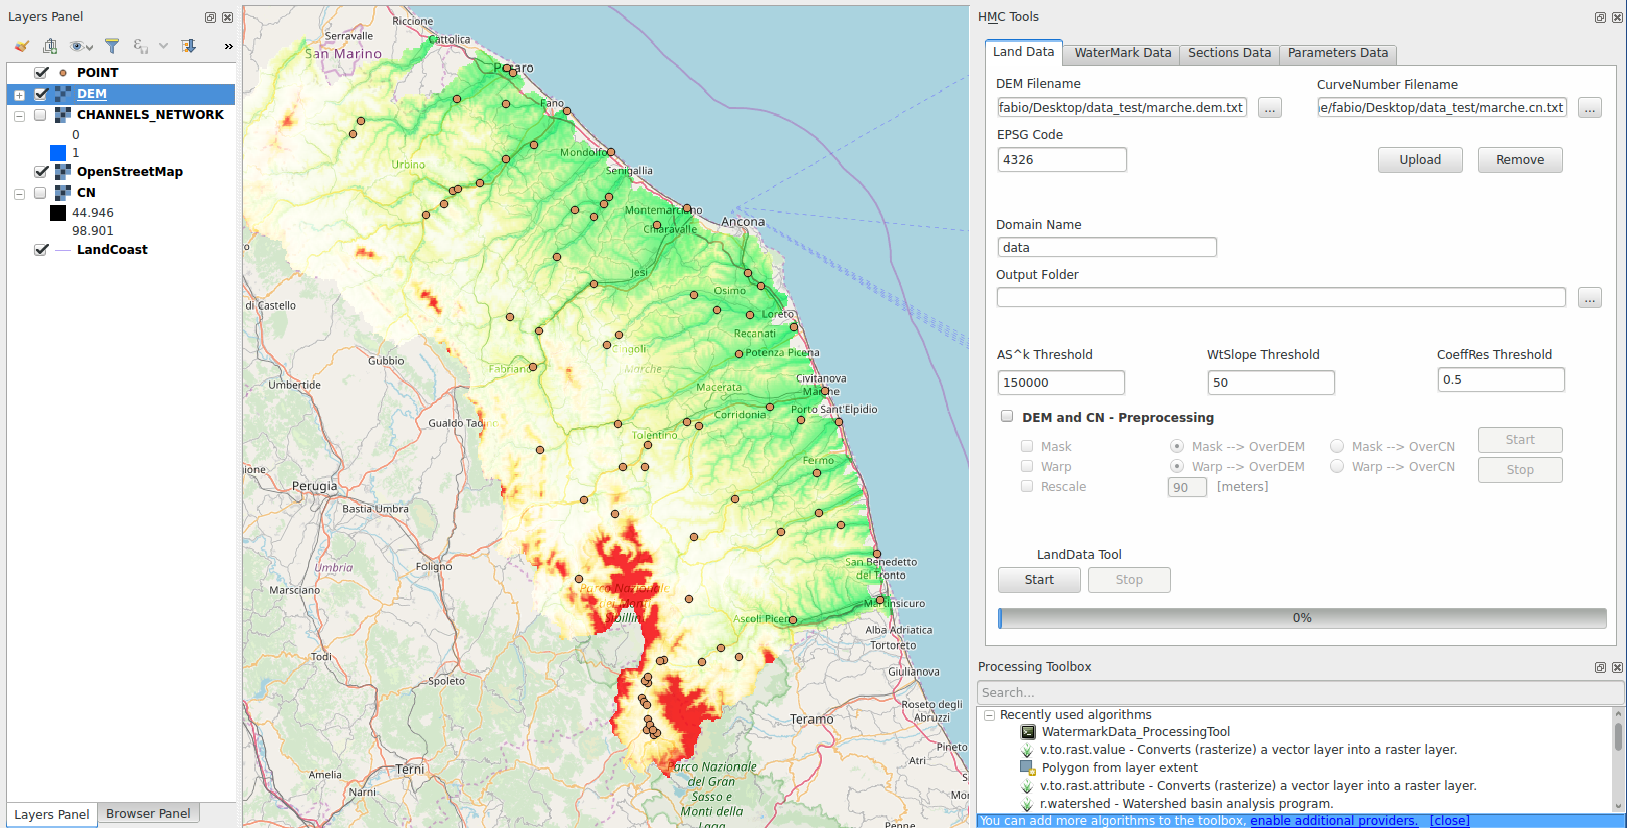 Layers Panel
»
POINT
DEM
CHANNELS_NETWORK
0
1
OpenStreetMap
CN
44.946
98.901
LandCoast
Layers Panel
Browser Panel
Riccione
Serravalle
Cattolica
San Marino
Fano
Mondolfo
Urbino
Senigallia
Montemarciano
Ancona
Chiaravalle
Jesi
Osimo
di Castello
Loreto
Recanati
Cingoli
Potenza Picena
Gubbio
Fabriano
Marche
Civitanova
Marche
Umbertide
Macerata
Porto Sant'Elpidio
Corridonia
Gualdo Tadino
Tolentino
Fermo
Perugia
Bastia Umbra
San Benedetto
del Tronto
Foligno
Umbria
Marsciano
Parco Nazionale
dei Monti
Sibillini
Martinsicuro
Ascoli Piceno
Alba Adriatica
Tortoreto
Todi
Giulianova
Spoleto
Roseto degli
Abruzzi
Teramo
Pineto
Atri
Terni
Amelia
Narni
Parco Nazionale
del Gran
Sasso e
Monti della
Laga
Penne
HMC Tools
Land Data
WaterMark Data
Sections Data
Parameters Data
DEM Filename
CurveNumber Filename
fabio/Desktop/data_test/marche.dem.txt
...
e/fabio/Desktop/data_test/marche.cn.txt
...
EPSG Code
4326
Upload
Remove
Domain Name
data
Output Folder
...
AS^k Threshold
WtSlope Threshold
CoeffRes Threshold
150000
50
0.5
DEM and CN - Preprocessing
Mask
Mask --> OverDEM
Mask --> OverCN
Start
Warp
Warp --> OverDEM
Warp --> OverCN
Stop
Rescale
90
[meters]
LandData Tool
Start
Stop
0%
Processing Toolbox
Search...
Recently used algorithms
WatermarkData_ProcessingTool
v.to.rast.value - Converts (rasterize) a vector layer into a raster layer.
Polygon from layer extent
v.to.rast.attribute - Converts (rasterize) a vector layer into a raster layer.
r.watershed - Watershed basin analysis program.
You can add more algorithms to the toolbox, enable additional providers. [close]